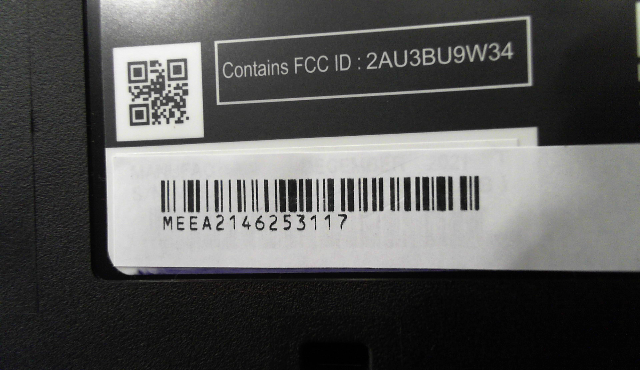 Contains FCC ID : 2AU3BU9W34
MEEA2146253117